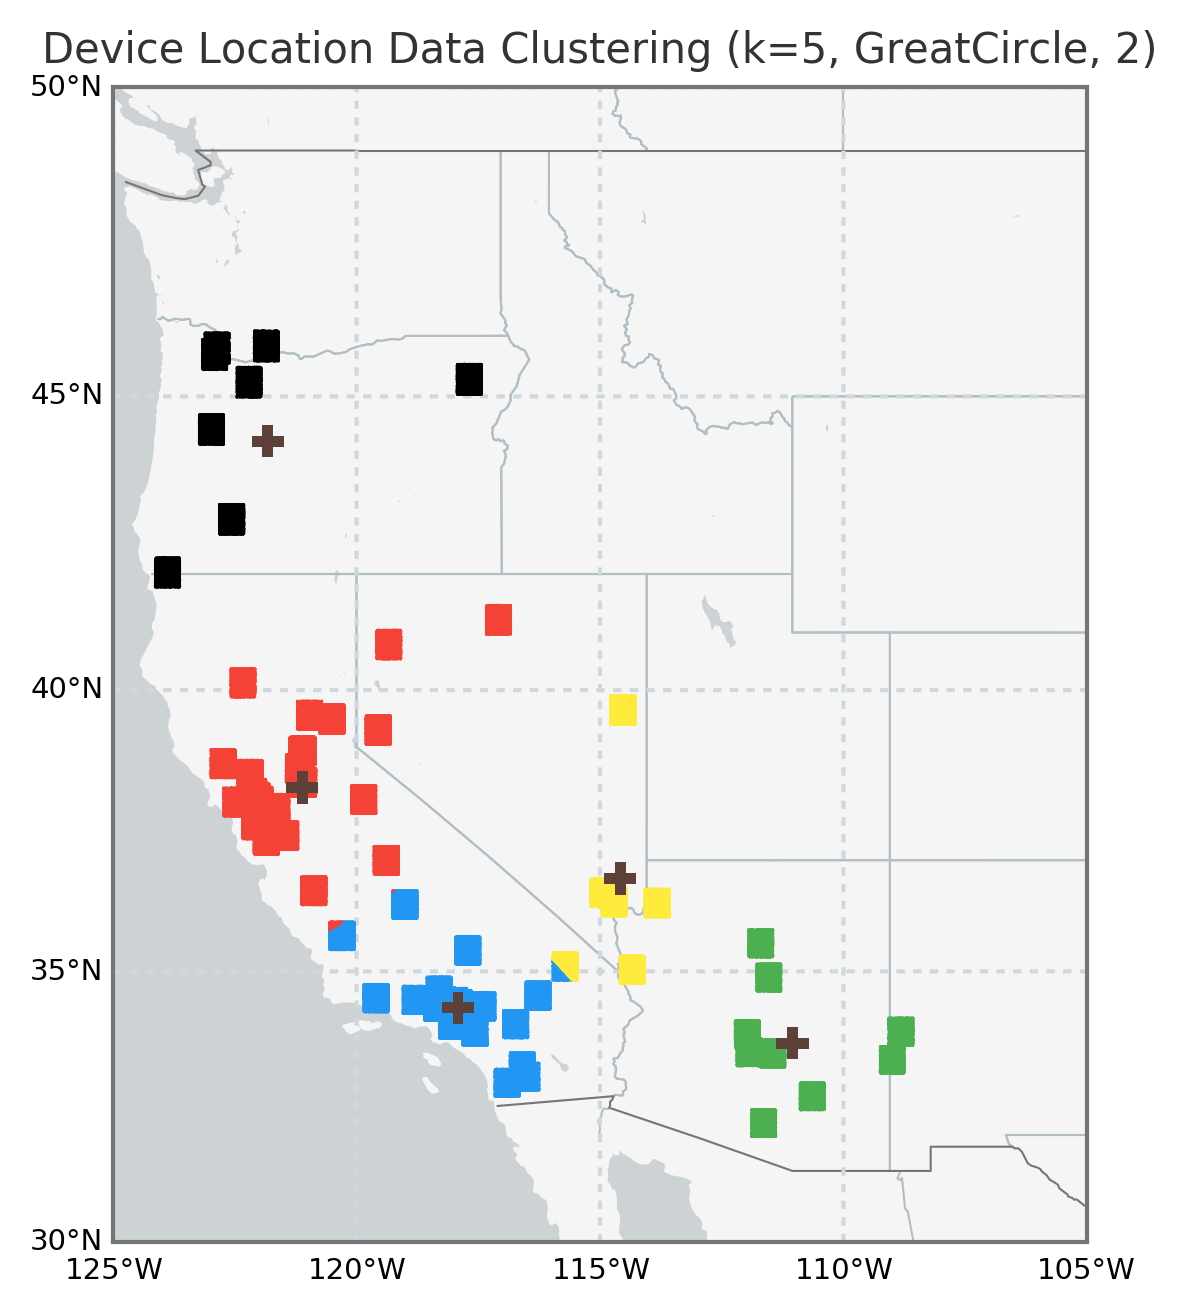 Device Location Data Clustering (k=5, GreatCircle, 2)
50°N
45°N
40°N
35°N
30°N
125°W 120°W 115°W 110°W 105°W